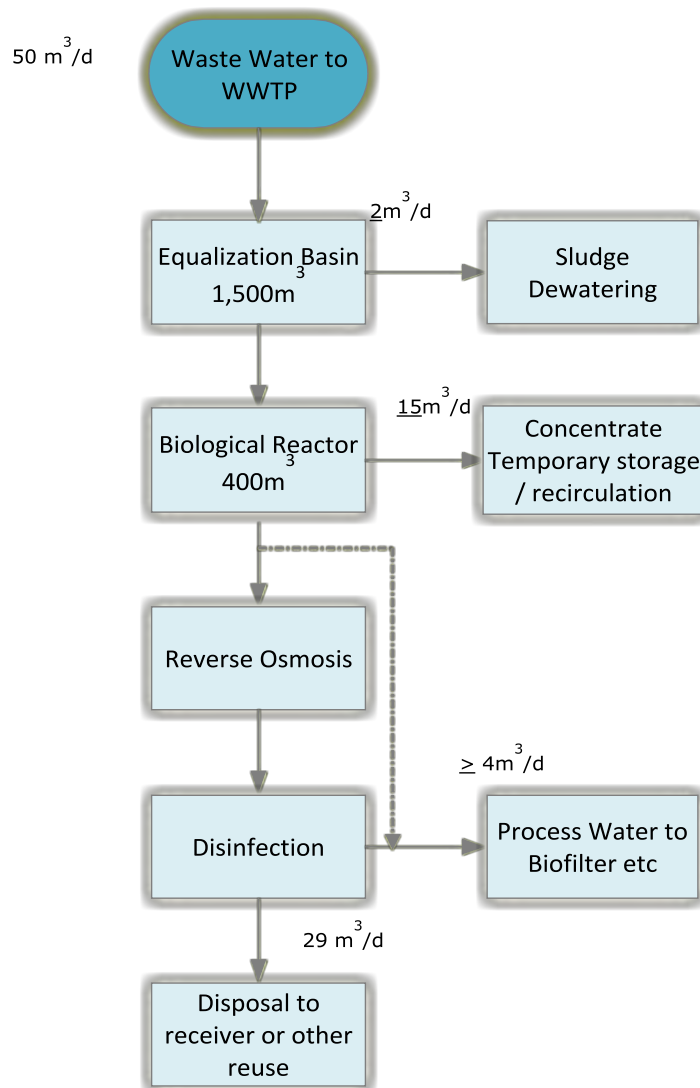 50 m³/d
Waste Water to
WWTP
2m³/d
Equalization Basin
1,500m³
Sludge
Dewatering
15m³/d
Biological Reactor
400m³
Concentrate
Temporary storage
/ recirculation
Reverse Osmosis
≥ 4m³/d
Disinfection
Process Water to
Biofilter etc
29 m³/d
Disposal to
receiver or other
reuse